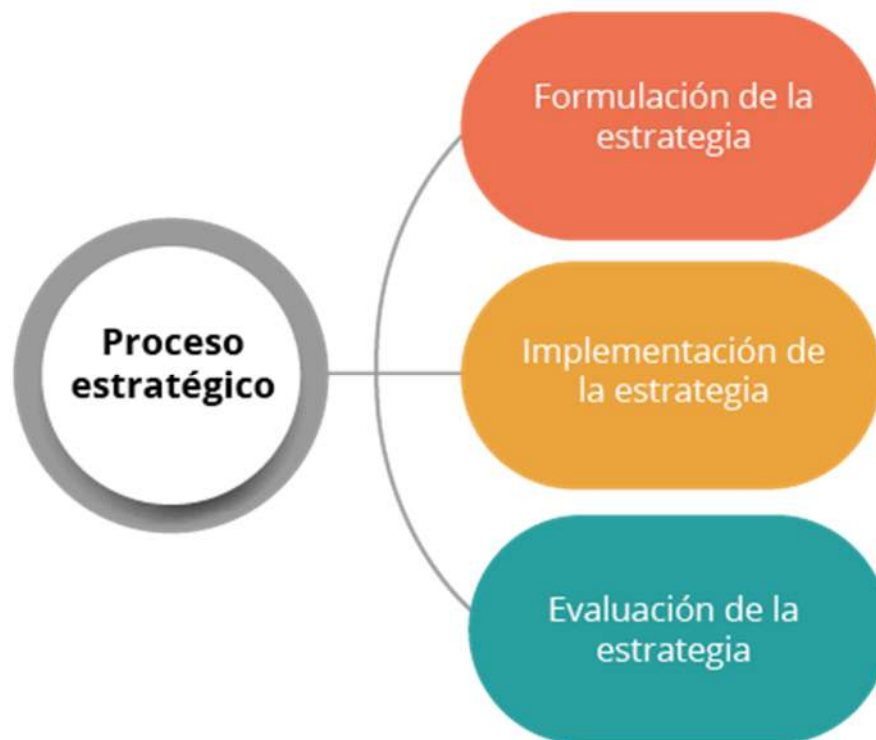 Formulación de la
estrategia
Proceso
estratégico
Implementación de
la estrategia
Evaluación de la
estrategia